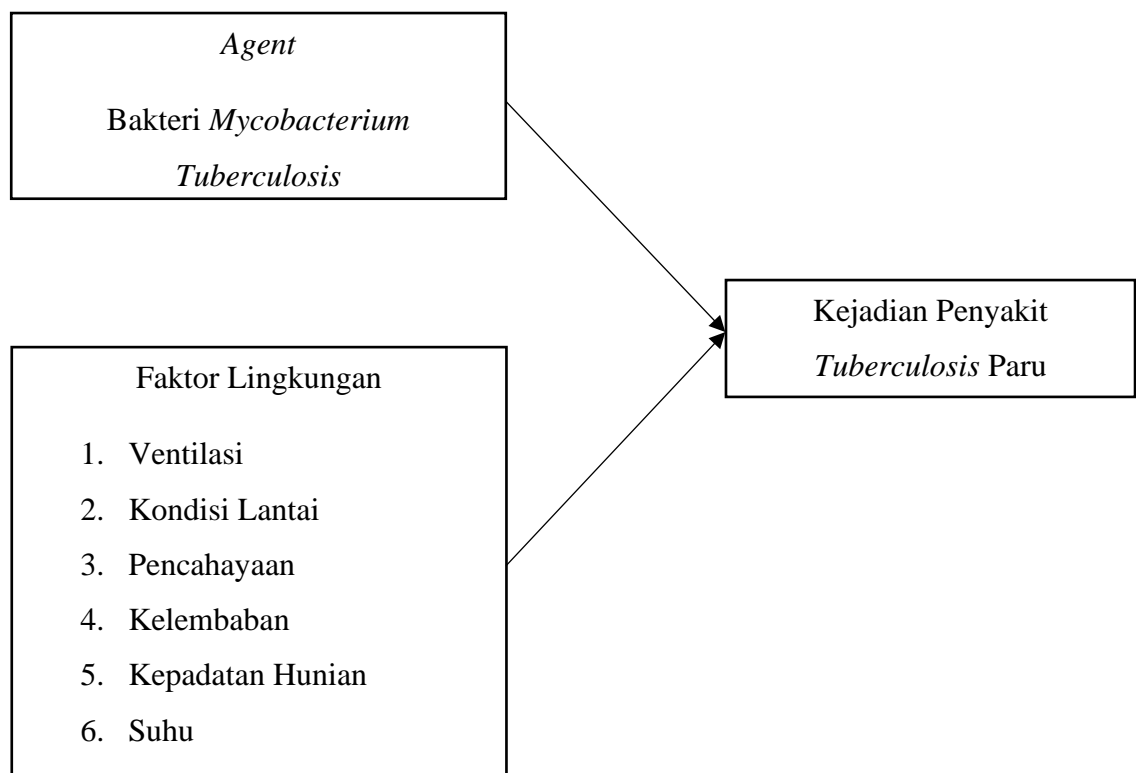 Agent
Bakteri Mycobacterium
Tuberculosis
Kejadian Penyakit
Tuberculosis Paru
Faktor Lingkungan
1. Ventilasi
2. Kondisi Lantai
3. Pencahayaan
4. Kelembaban
5. Kepadatan Hunian
6. Suhu